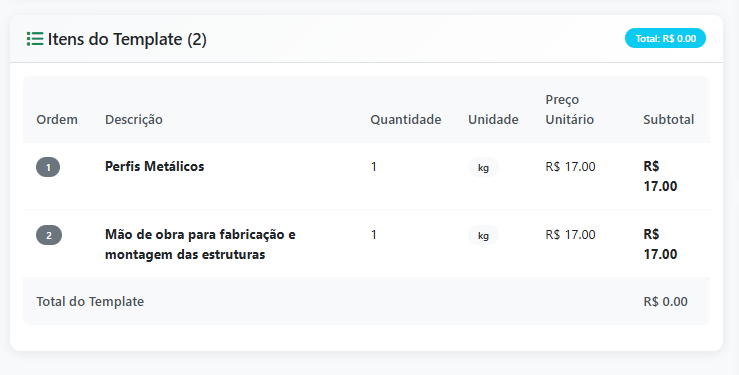 Itens do Template (2)
Total: R$ 0.00
Ordem
Descrição
Quantidade
Unidade
Preço
Unitário
Subtotal
1
Perfis Metálicos
1
kg
R$ 17.00
R$
17.00
2
Mão de obra para fabricação e
montagem das estruturas
1
kg
R$ 17.00
R$
17.00
Total do Template
R$ 0.00